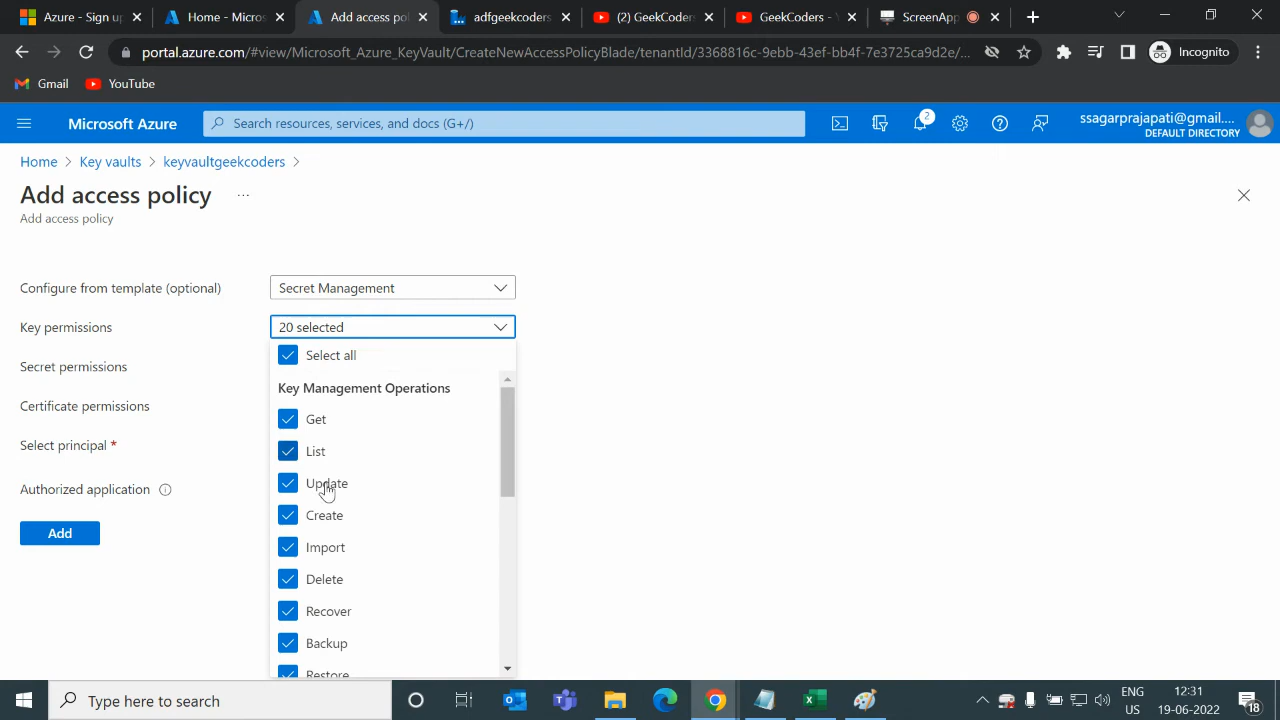 Azure - Sign up
Home - Micros
Add access pol
adfgeekcoders
(2) GeekCoder
GeekCoders - Y
ScreenApp
portal.azure.com/#view/Microsoft_Azure_KeyVault/CreateNewAccessPolicyBlade/tenantId/3368816c-9ebb-43ef-bb4f-7e3725ca9d2e/...
Incognito
Gmail
YouTube
Microsoft Azure
Search resources, services, and docs (G+/)
2
ssagarprajapati@gmail....
DEFAULT DIRECTORY
Home > Key vaults > keyvaultgeekcoders >
Add access policy ...
Add access policy
Configure from template (optional)
Secret Management
Key permissions
20 selected
Select all
Secret permissions
Key Management Operations
Certificate permissions
Get
Select principal *
List
Authorized application
Update
Add
Create
Import
Delete
Recover
Backup
Restore
Type here to search
ENG
US
12:31
19-06-2022
18